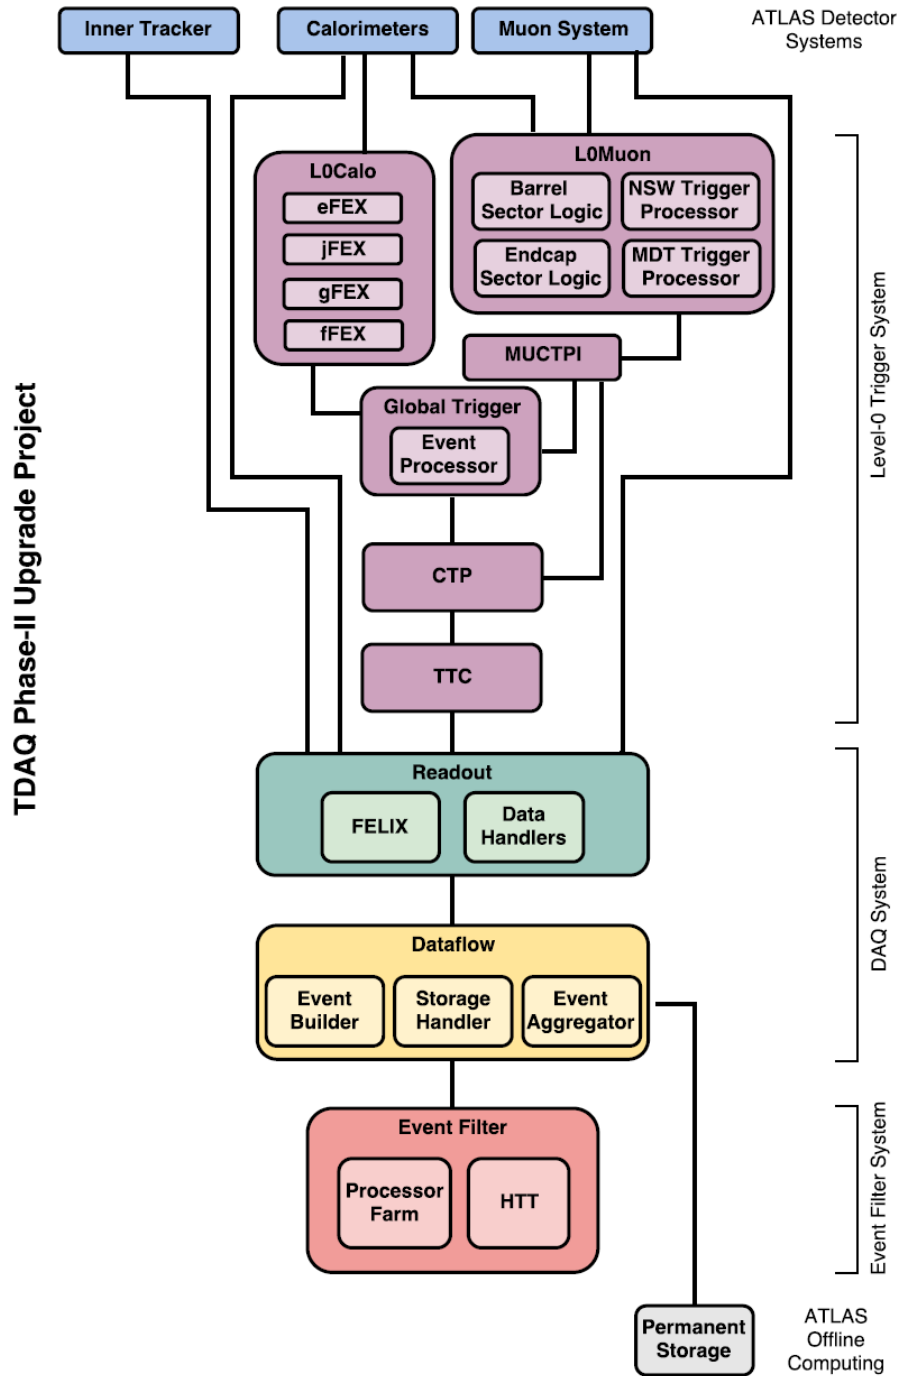 Inner Tracker
Calorimeters
Muon System
ATLAS Detector
Systems
L0Calo
eFEX
jFEX
gFEX
fFEX
L0Muon
Barrel
Sector Logic
NSW Trigger
Processor
Endcap
Sector Logic
MDT Trigger
Processor
MUCTPI
Global Trigger
Event
Processor
CTP
TTC
Level-0 Trigger System
TDAQ Phase-II Upgrade Project
Readout
FELIX
Data
Handlers
Dataflow
Event
Builder
Storage
Handler
Event
Aggregator
DAQ System
Event Filter
Processor
Farm
HTT
Event Filter System
Permanent
Storage
ATLAS
Offline
Computing